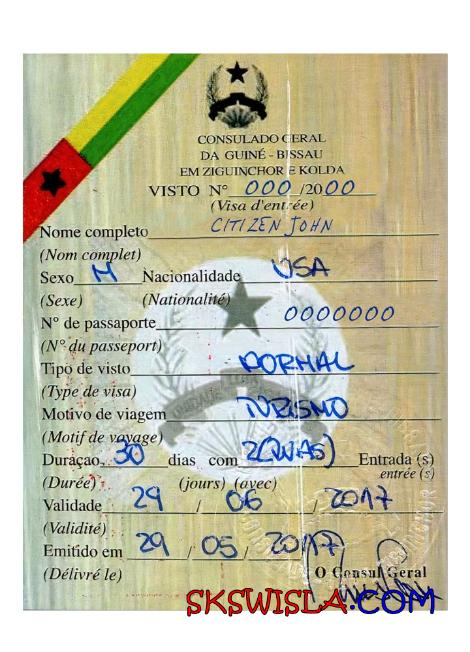 CONSULADO GERAL
DA GUINÉ - BISSAU
EM ZIGUINCHOR E KOLDA
VISTO N° 000 /2000
(Visa d'entrée)
Nome completo CITIZEN JOHN
(Nom complet)
Sexo M Nacionalidade USA
(Sexe) (Nationalité)
N° de passaporte 0000000
(N° du passeport)
Tipo de visto NORMAL
(Type de visa)
Motivo de viagem TURISMO
(Motif de voyage)
Duraçao 30 dias com 2(DUAS) Entrada (s)
(Durée) (jours) (avec) entrée (s)
Validade 29 / 06 / 2017
(Validité)
Emitido em 29 / 05 / 2017
(Délivré le) O Consul Geral
SKSWISLA.COM